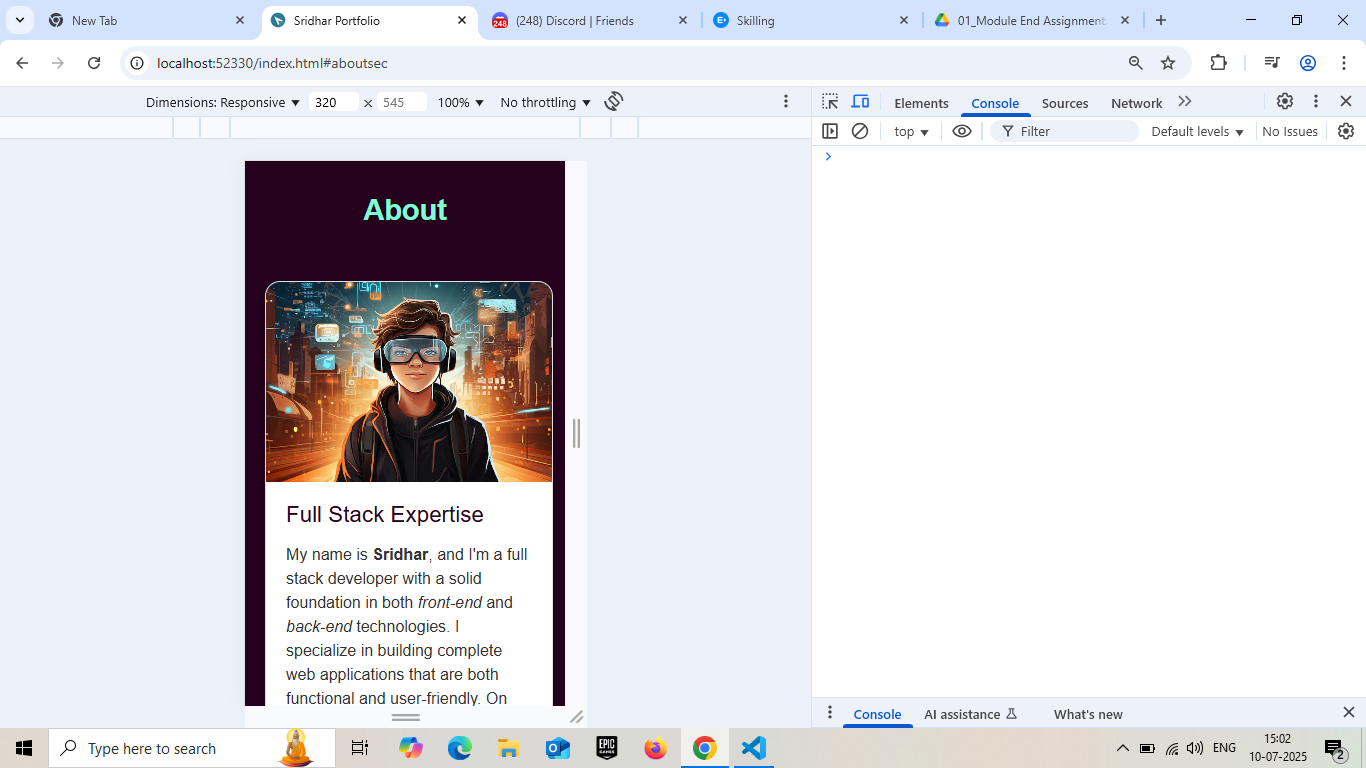 New Tab
Sridhar Portfolio
248
(248) Discord | Friends
Skilling
01_Module End Assignment
localhost:52330/index.html#aboutsec
Dimensions: Responsive 320 × 545 100% No throttling
Elements Console Sources Network
top Filter Default levels No Issues
About
Full Stack Expertise
My name is Sridhar, and I'm a full
stack developer with a solid
foundation in both front-end and
back-end technologies. I
specialize in building complete
web applications that are both
functional and user-friendly. On
Console AI assistance What's new
Type here to search
EPIC
GAMES
ENG
15:02
10-07-2025
2